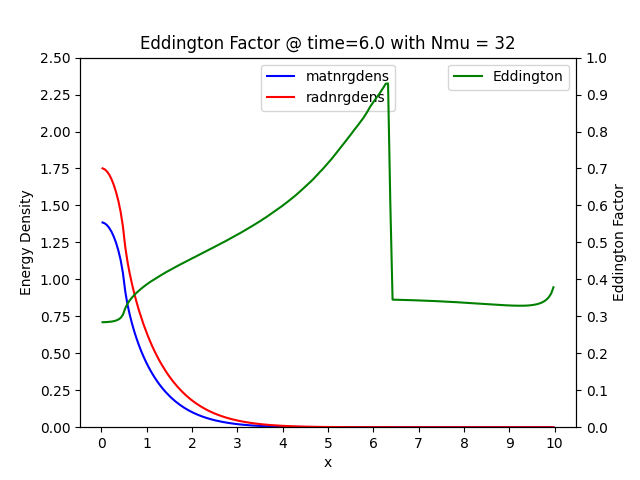 Eddington Factor @ time=6.0 with Nmu = 32
matnrgdens
radnrgdens
Eddington
2.50
2.25
2.00
1.75
1.50
1.25
1.00
0.75
0.50
0.25
0.00
Energy Density
1.0
0.9
0.8
0.7
0.6
0.5
0.4
0.3
0.2
0.1
0.0
Eddington Factor
0 1 2 3 4 5 6 7 8 9 10
x